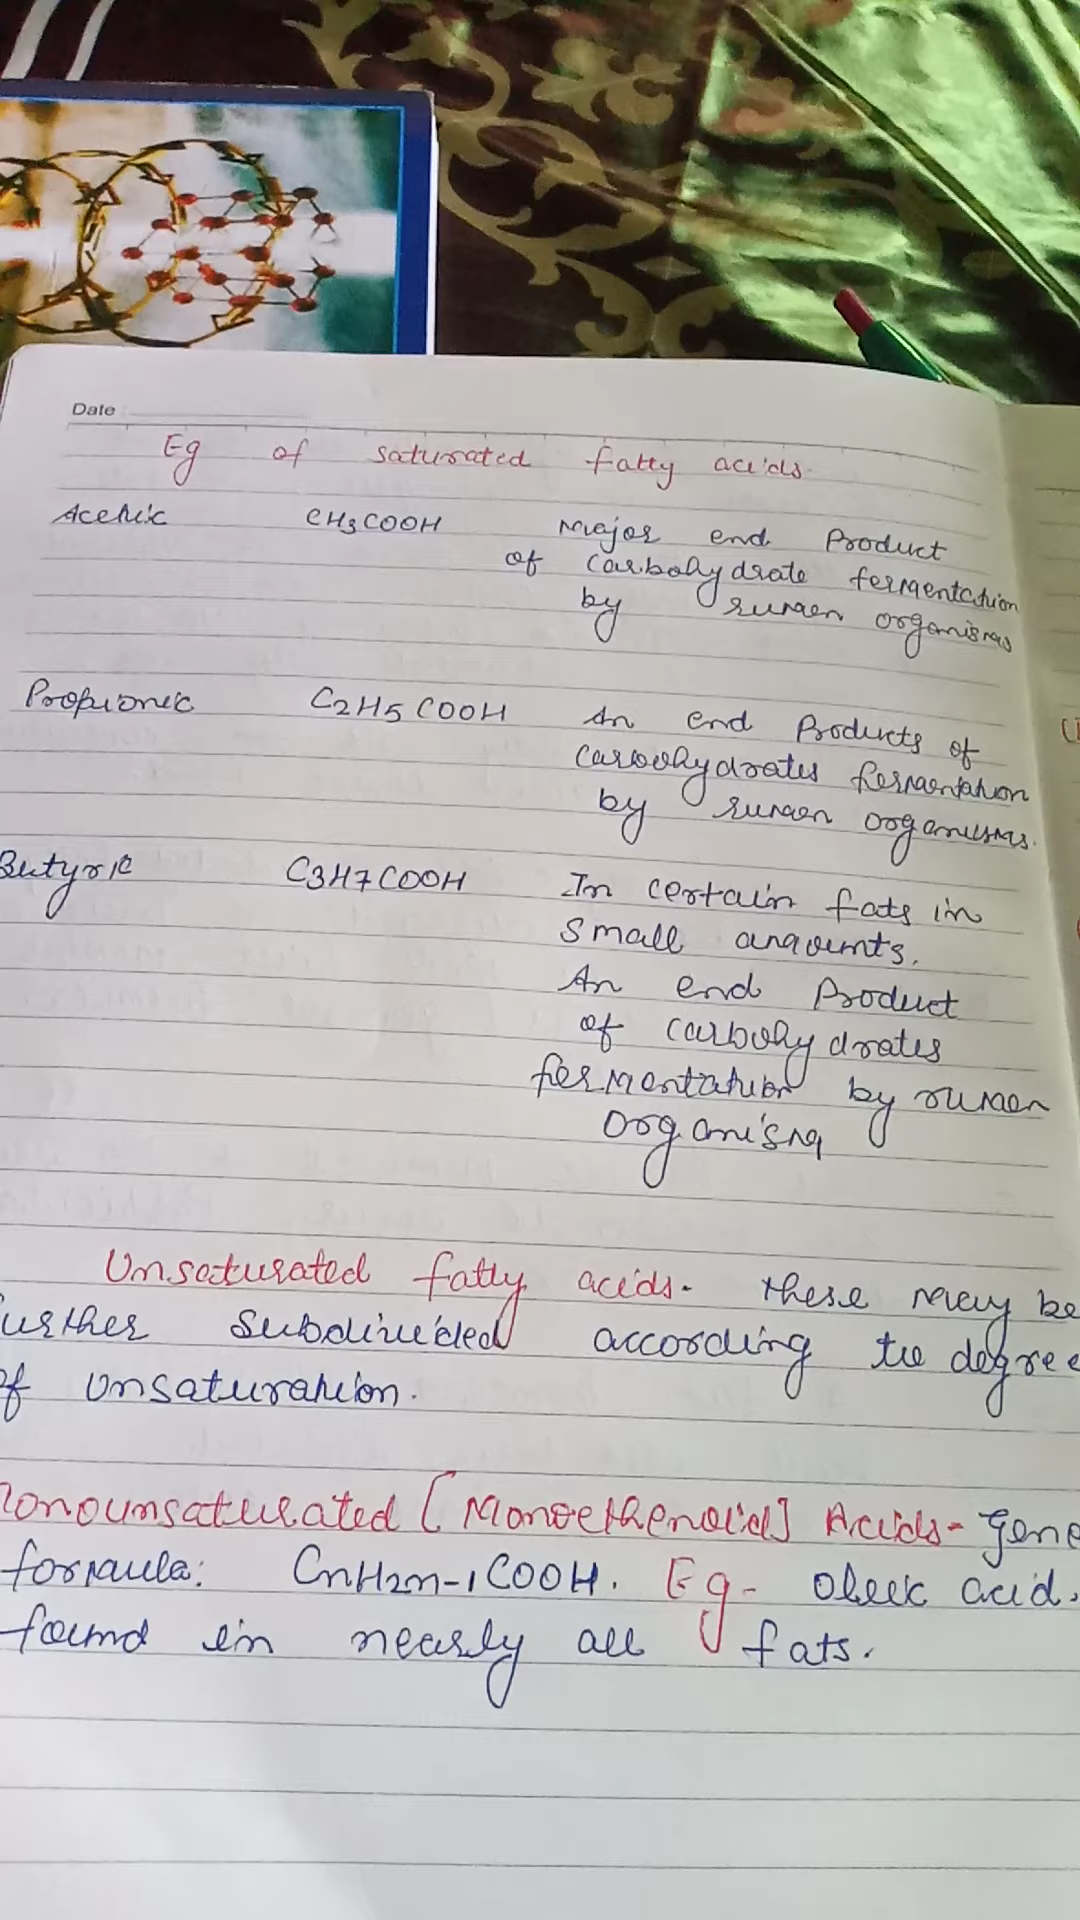 Date
Eg of saturated fatty acids.
Acetic CH3COOH Major end Product
of Carbohydrate fermentation
by rumen organisms
Propionic C2H5COOH An end Products of
Carbohydrates fermentation
by rumen organisms.
Butyric C3H7COOH In certain fats in
small amounts.
An end Product
of Carbohydrates
fermentation by rumen
organism
Unsaturated fatty acids. these may be
further subdivided according to degree
of unsaturation.
Monounsaturated [Monoethenoid] Acids- gene
formula: CnH2n-1COOH. Eg- oleic acid.
found in nearly all fats.